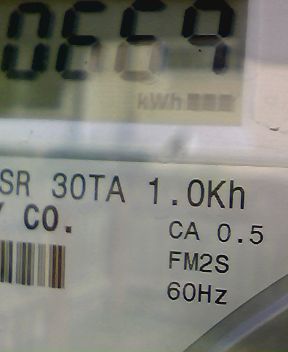 kWh
SR 30TA 1.0Kh
Y CO.
CA 0.5
FM2S
60Hz